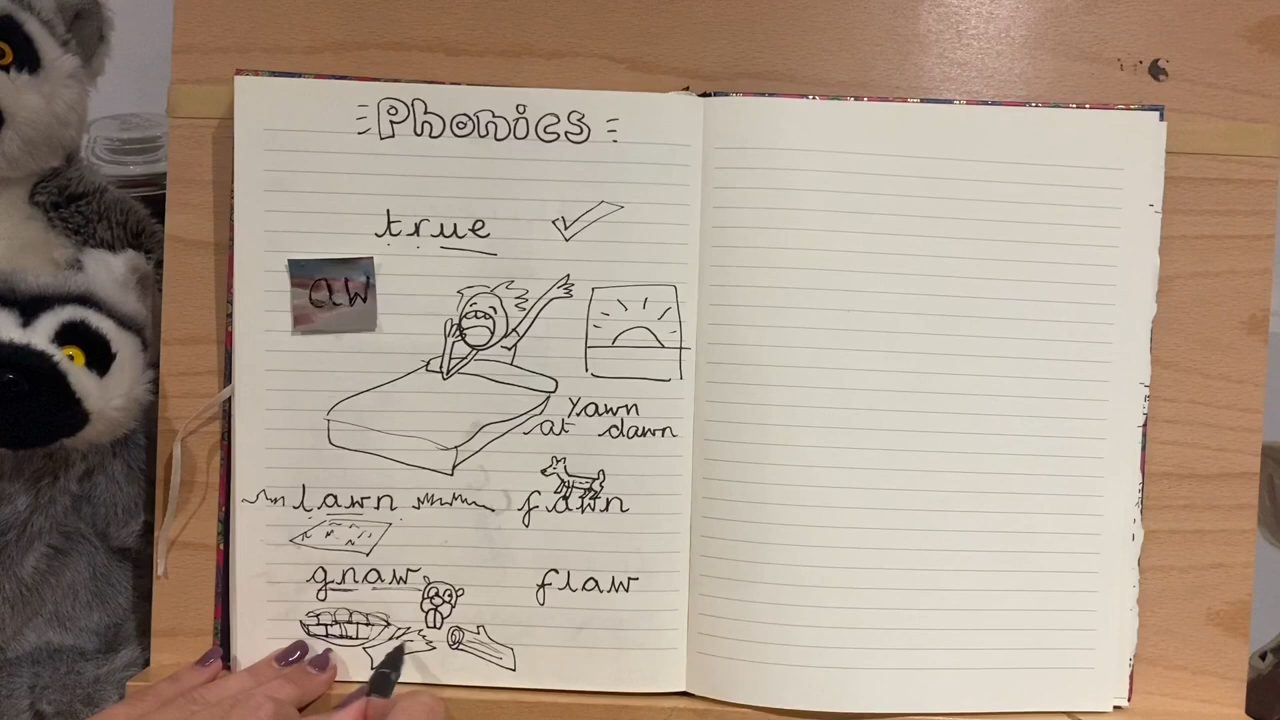 Phonics
true
aw
Yawn
at dawn
lawn fawn
gnaw flaw